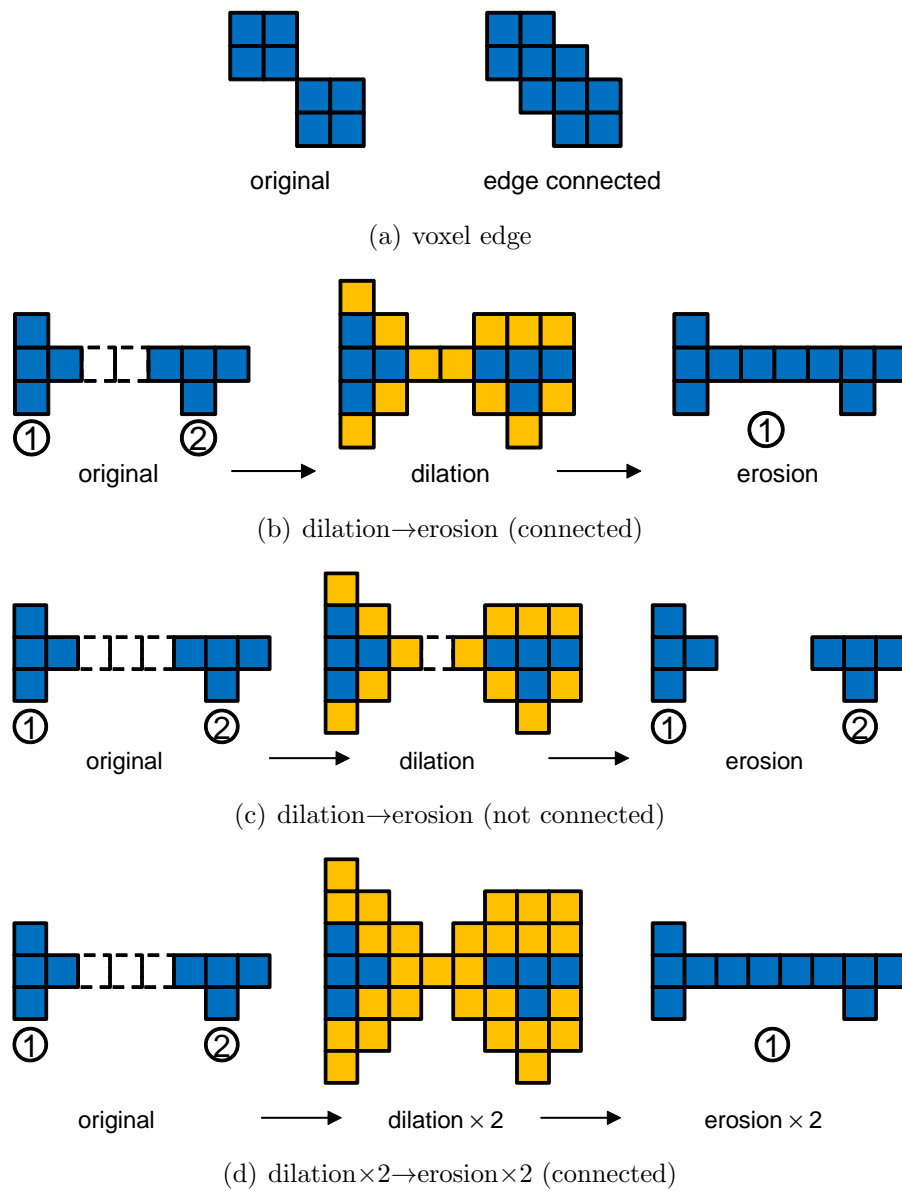 original edge connected
(a) voxel edge
① ②
①
original dilation erosion
(b) dilation→erosion (connected)
① ② ① ②
original dilation erosion
(c) dilation→erosion (not connected)
① ② ①
original dilation × 2 erosion × 2
(d) dilation×2→erosion×2 (connected)